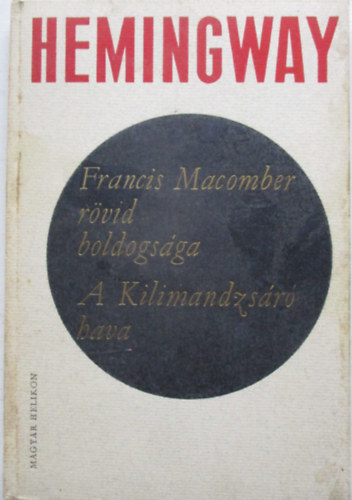 HEMINGWAY
Francis Macomber
rövid
boldogsága
A Kilimandzsáró
hava
MAGYAR HELIKON